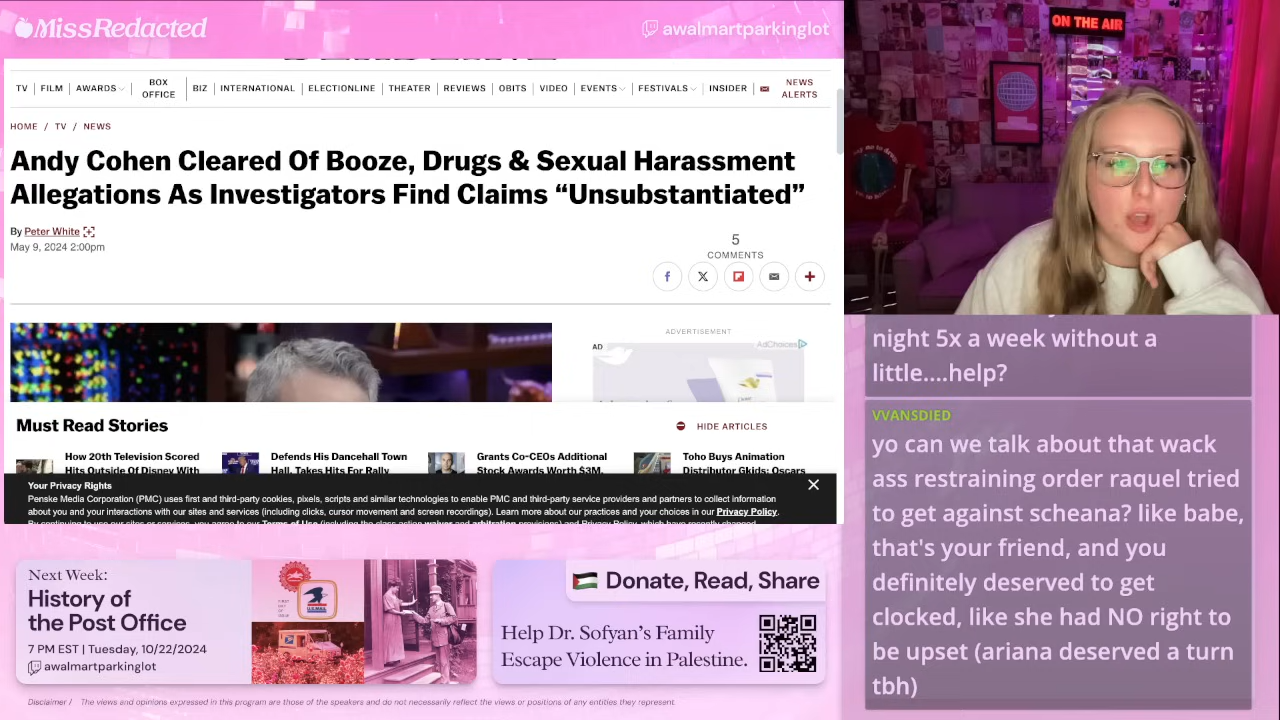 MissRedacted
awalmartparkinglot
ON THE AIR
TV FILM AWARDS BOX OFFICE BIZ INTERNATIONAL ELECTIONLINE THEATER REVIEWS OBITS VIDEO EVENTS FESTIVALS INSIDER NEWS ALERTS
HOME / TV / NEWS
Andy Cohen Cleared Of Booze, Drugs & Sexual Harassment
Allegations As Investigators Find Claims “Unsubstantiated”
By Peter White
May 9, 2024 2:00pm
5
COMMENTS
ADVERTISEMENT
AD
AdChoices
Must Read Stories
HIDE ARTICLES
How 20th Television Scored
Hits Outside Of Disney With
Defends His Dancehall Town
Hall, Takes Hits For Rally
Grants Co-CEOs Additional
Stock Awards Worth $3M,
Toho Buys Animation
Distributor Gkids; Oscars
Your Privacy Rights
Penske Media Corporation (PMC) uses first and third-party cookies, pixels, scripts and similar technologies to enable PMC and third-party service providers and partners to collect information
about you and your interactions with our sites and services (including clicks, cursor movement and screen recordings). Learn more about our practices and your choices in our Privacy Policy.
night 5x a week without a
little....help?
VVANSDIED
yo can we talk about that wack
ass restraining order raquel tried
to get against scheana? like babe,
that's your friend, and you
definitely deserved to get
clocked, like she had NO right to
be upset (ariana deserved a turn
tbh)
Next Week:
History of
the Post Office
7 PM EST | Tuesday, 10/22/2024
awalmartparkinglot
Donate, Read, Share
Help Dr. Sofyan’s Family
Escape Violence in Palestine.
Disclaimer / The views and opinions expressed in this program are those of the speakers and do not necessarily reflect the views or positions of any entities they represent.